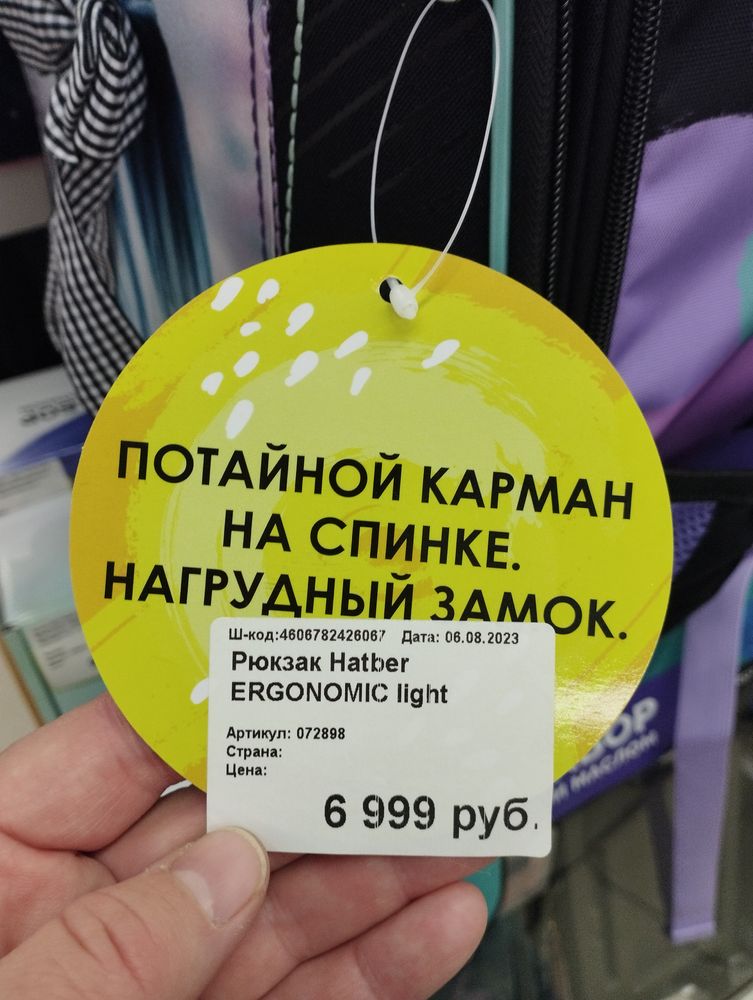 ПОТАЙНОЙ КАРМАН
НА СПИНКЕ.
НАГРУДНЫЙ ЗАМОК.
Ш-код:4606782426067 Дата: 06.08.2023
Рюкзак Hatber
ERGONOMIC light
Артикул: 072898
Страна:
Цена:
6 999 руб.